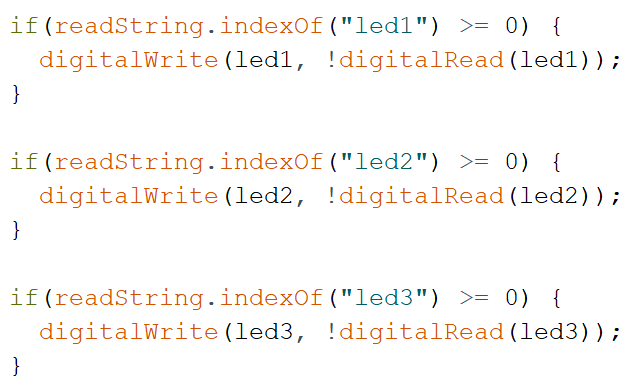 if(readString.indexOf("led1") >= 0) {
  digitalWrite(led1, !digitalRead(led1));
}

if(readString.indexOf("led2") >= 0) {
  digitalWrite(led2, !digitalRead(led2));
}

if(readString.indexOf("led3") >= 0) {
  digitalWrite(led3, !digitalRead(led3));
}